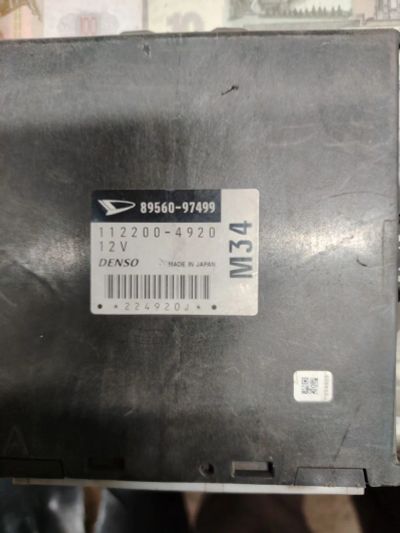 89560-97499
112200-4920
12V
DENSO MADE IN JAPAN
M34
*224920J*